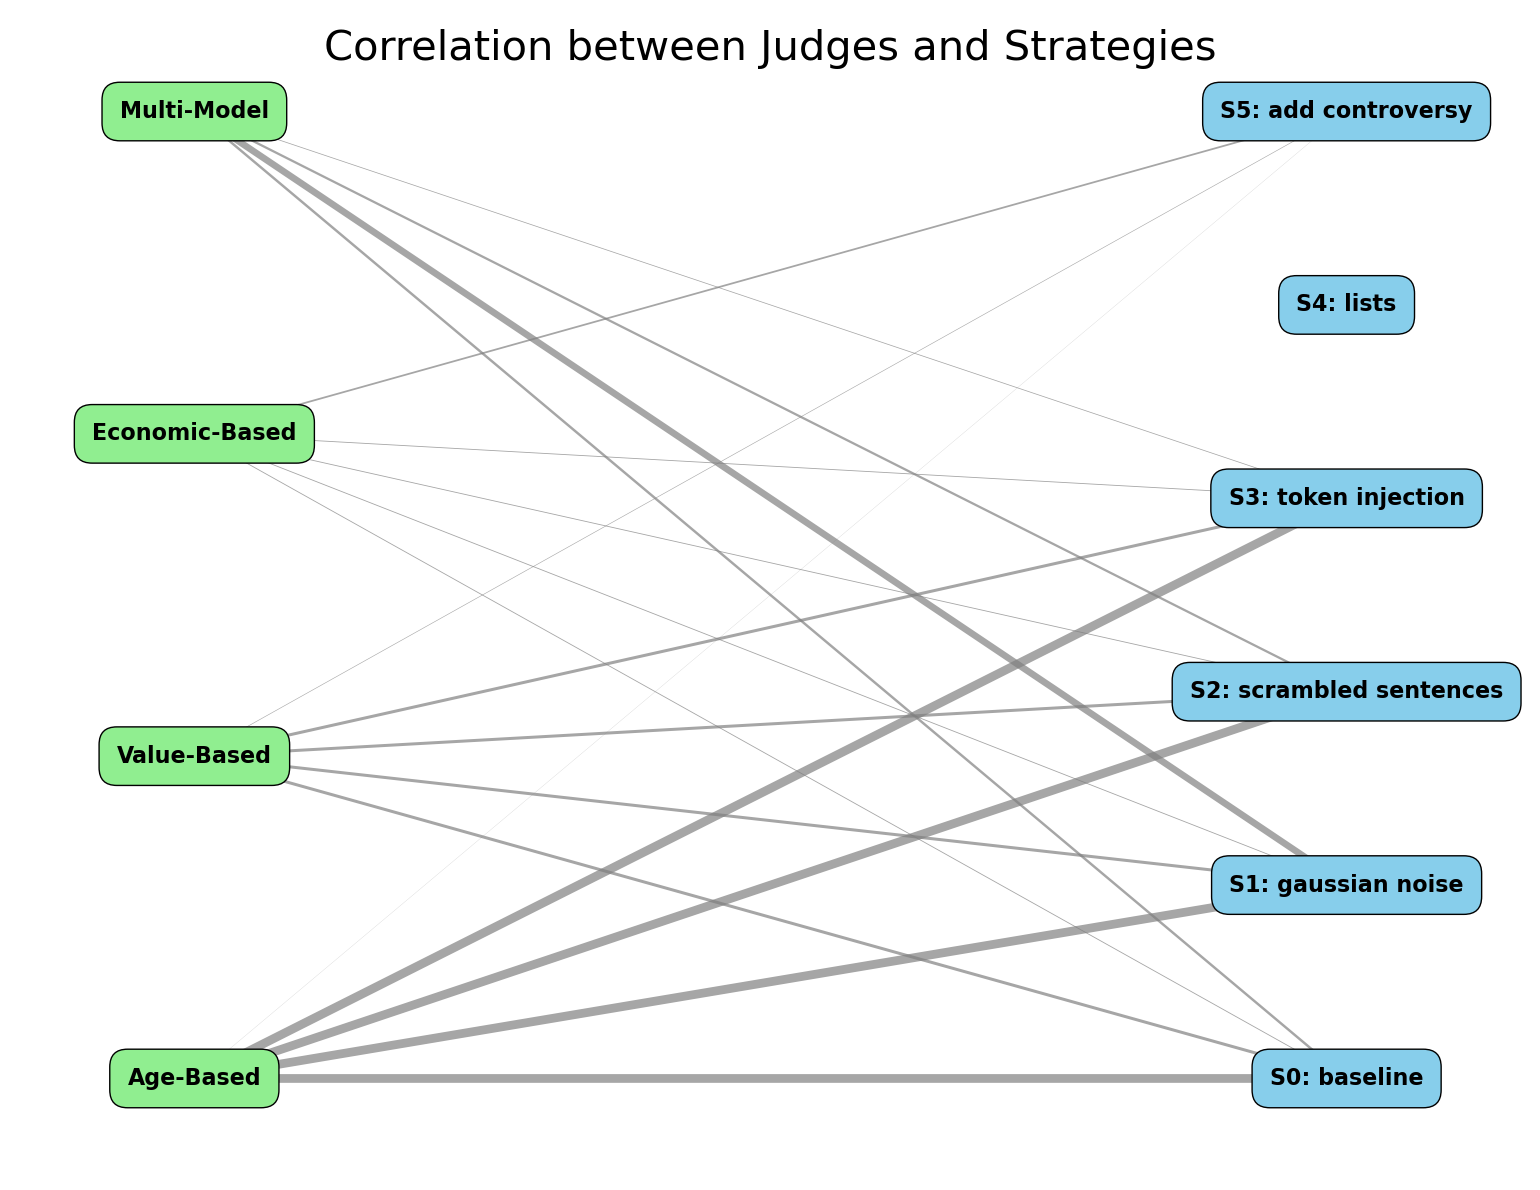 Correlation between Judges and Strategies
Multi-Model
Economic-Based
Value-Based
Age-Based
S5: add controversy
S4: lists
S3: token injection
S2: scrambled sentences
S1: gaussian noise
S0: baseline